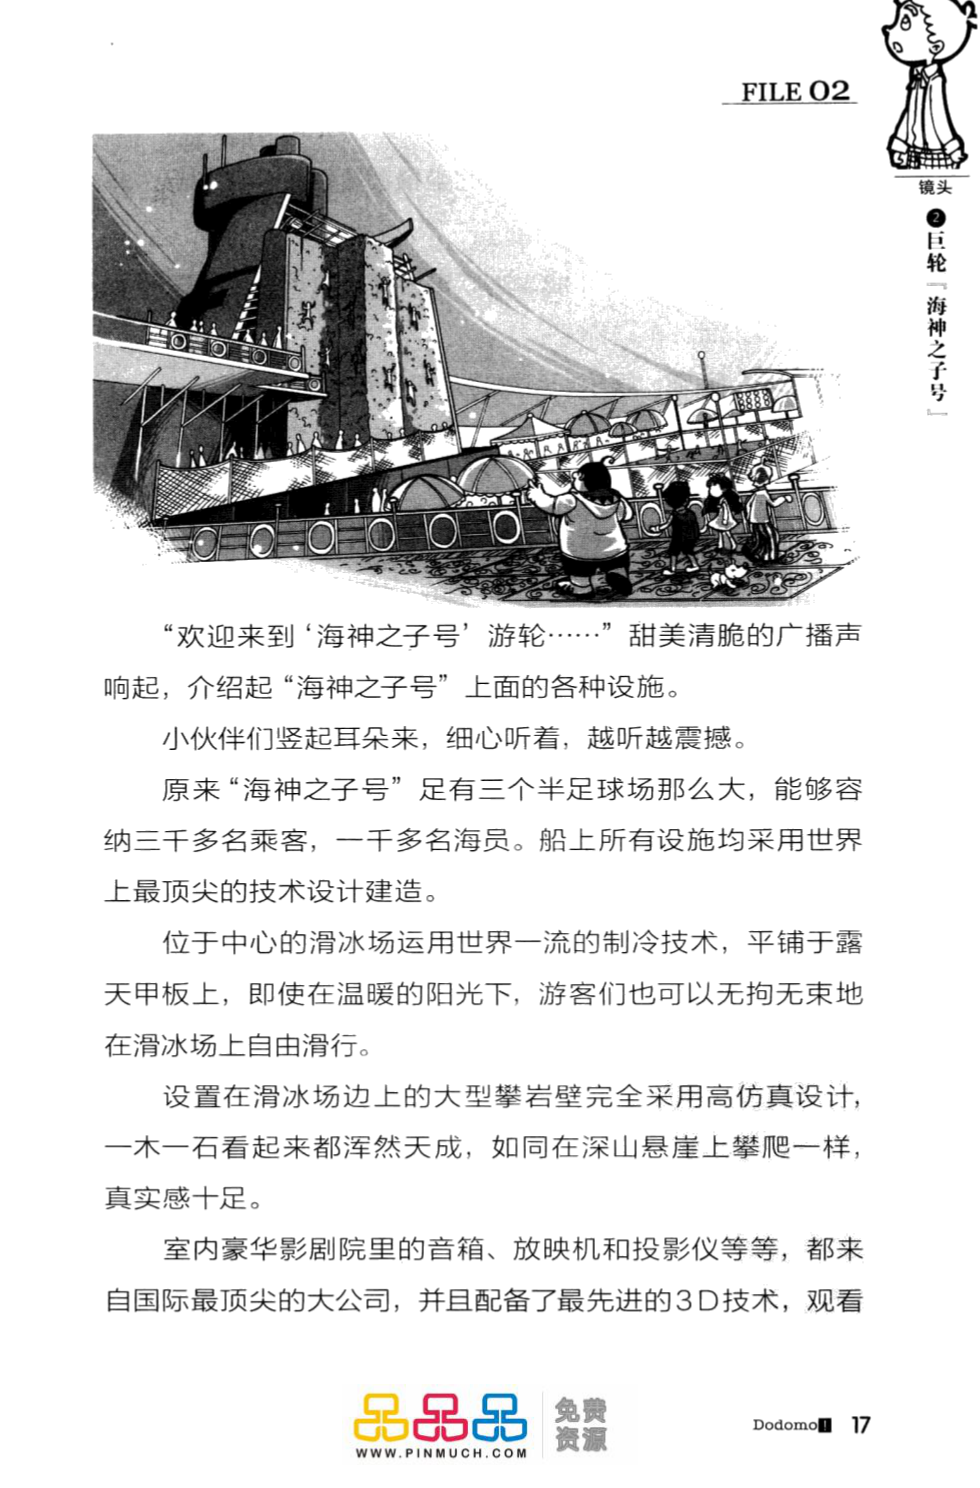 FILE 02
镜头
❷巨轮『海神之子号』
“欢迎来到‘海神之子号’游轮……”甜美清脆的广播声
响起，介绍起“海神之子号”上面的各种设施。
小伙伴们竖起耳朵来，细心听着，越听越震撼。
原来“海神之子号”足有三个半足球场那么大，能够容
纳三千多名乘客，一千多名海员。船上所有设施均采用世界
上最顶尖的技术设计建造。
位于中心的滑冰场运用世界一流的制冷技术，平铺于露
天甲板上，即使在温暖的阳光下，游客们也可以无拘无束地
在滑冰场上自由滑行。
设置在滑冰场边上的大型攀岩壁完全采用高仿真设计，
一木一石看起来都浑然天成，如同在深山悬崖上攀爬一样，
真实感十足。
室内豪华影剧院里的音箱、放映机和投影仪等等，都来
自国际最顶尖的大公司，并且配备了最先进的3D技术，观看
品品品
WWW.PINMUCH.COM
免费
资源
Dodomo! 17